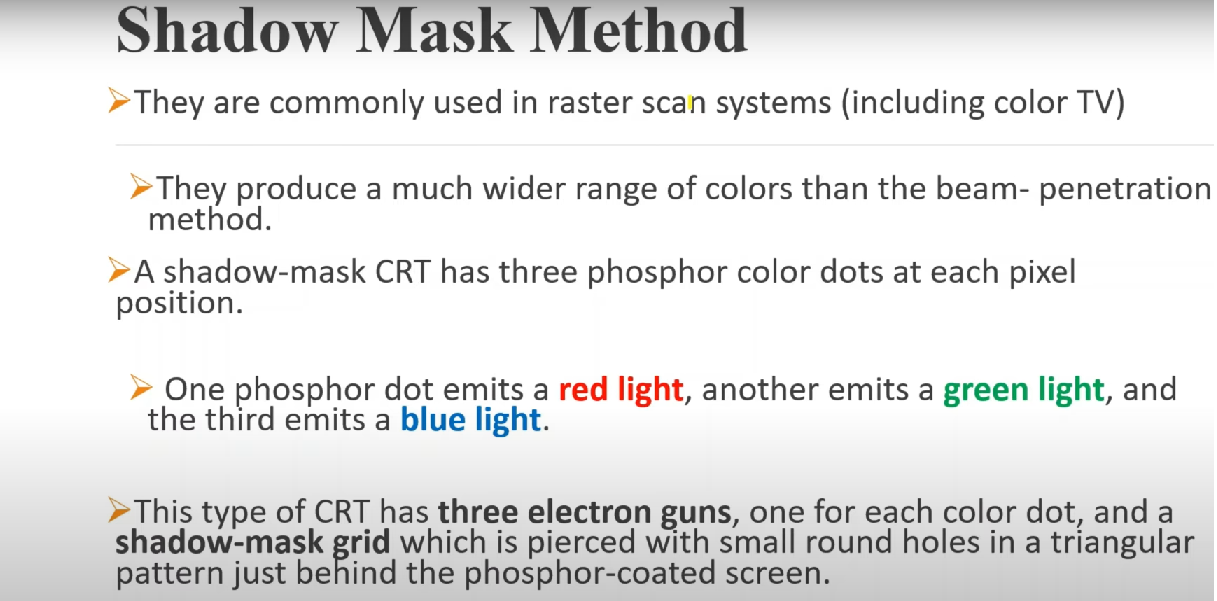 Shadow Mask Method
They are commonly used in raster scan systems (including color TV)
They produce a much wider range of colors than the beam- penetration
method.
A shadow-mask CRT has three phosphor color dots at each pixel
position.
One phosphor dot emits a red light, another emits a green light, and
the third emits a blue light.
This type of CRT has three electron guns, one for each color dot, and a
shadow-mask grid which is pierced with small round holes in a triangular
pattern just behind the phosphor-coated screen.